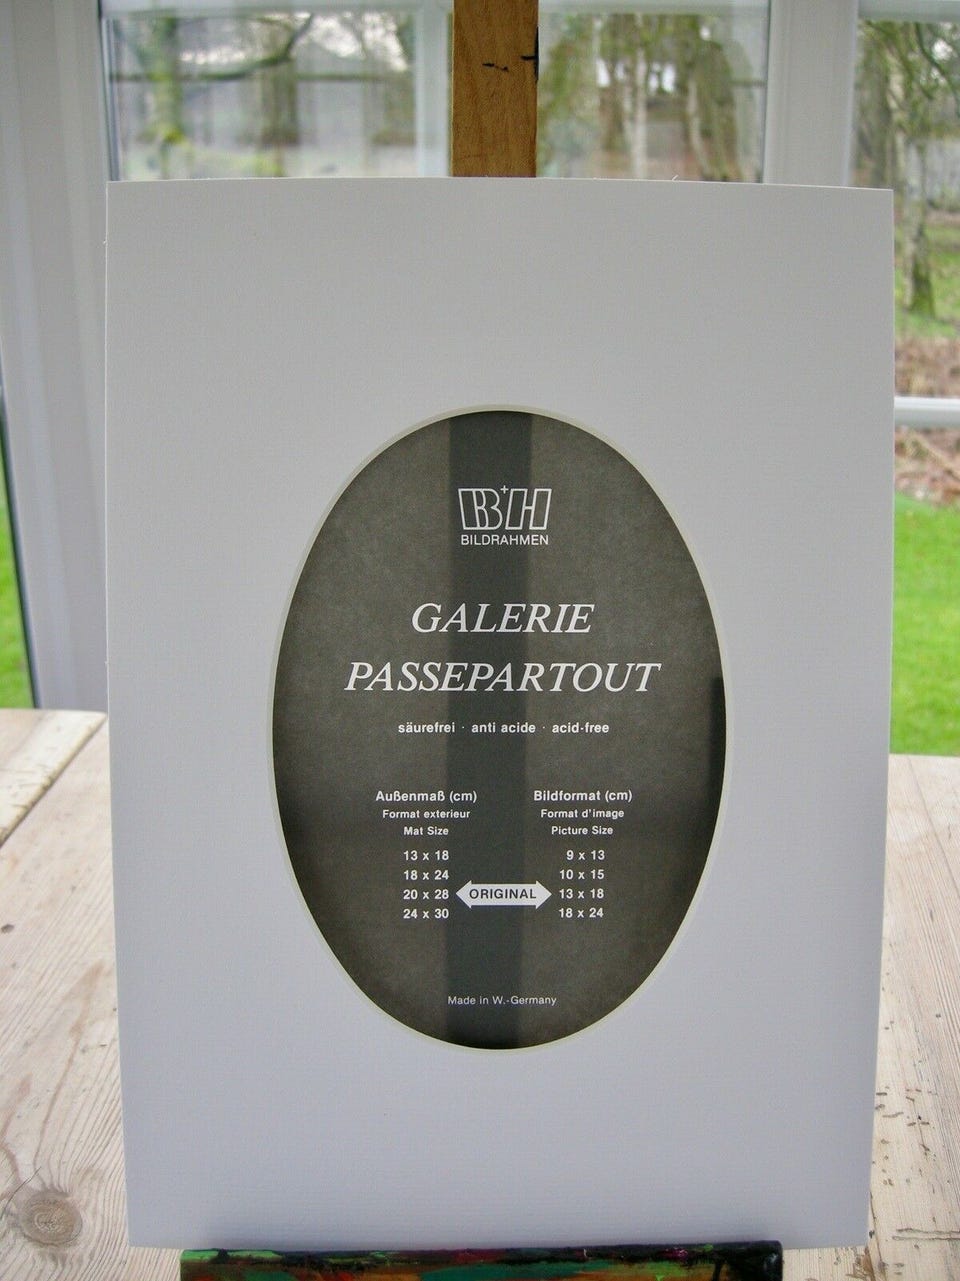 B+H
BILDRAHMEN
GALERIE
PASSEPARTOUT
säurefrei · anti acide · acid-free
Außenmaß (cm) Bildformat (cm)
Format exterieur Format d'image
Mat Size Picture Size
13 x 18 9 x 13
18 x 24 10 x 15
20 x 28 ORIGINAL 13 x 18
24 x 30 18 x 24
Made in W.-Germany